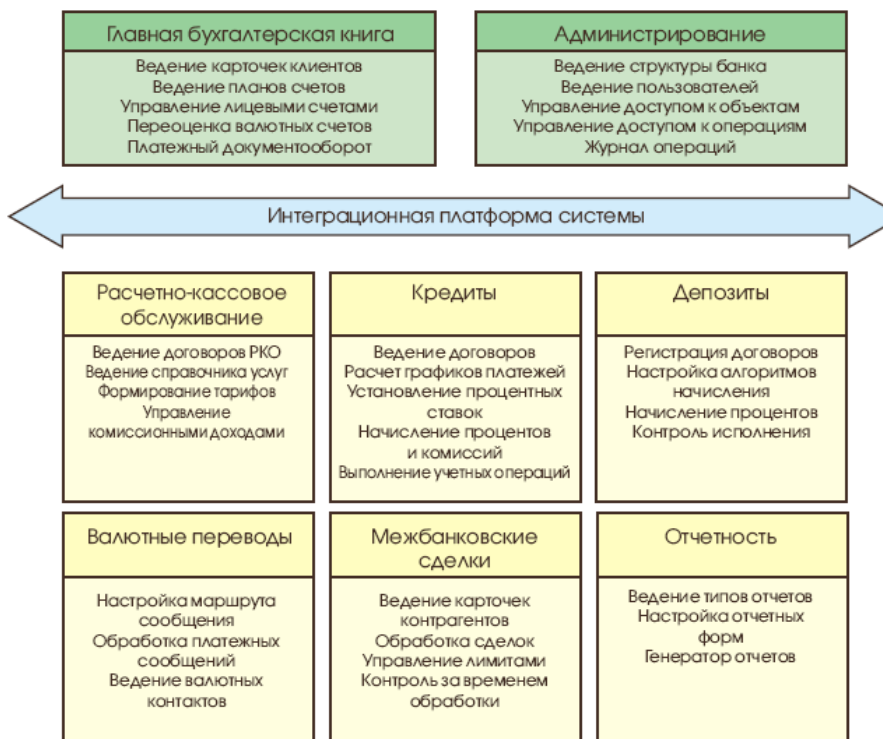 Главная бухгалтерская книга
Ведение карточек клиентов
Ведение планов счетов
Управление лицевыми счетами
Переоценка валютных счетов
Платежный документооборот
Администрирование
Ведение структуры банка
Ведение пользователей
Управление доступом к объектам
Управление доступом к операциям
Журнал операций
Интеграционная платформа системы
Расчетно-кассовое
обслуживание
Ведение договоров РКО
Ведение справочника услуг
Формирование тарифов
Управление
комиссионными доходами
Кредиты
Ведение договоров
Расчет графиков платежей
Установление процентных
ставок
Начисление процентов
и комиссий
Выполнение учетных операций
Депозиты
Регистрация договоров
Настройка алгоритмов
начисления
Начисление процентов
Контроль исполнения
Валютные переводы
Настройка маршрута
сообщения
Обработка платежных
сообщений
Ведение валютных
контактов
Межбанковские
сделки
Ведение карточек
контрагентов
Обработка сделок
Управление лимитами
Контроль за временем
обработки
Отчетность
Ведение типов отчетов
Настройка отчетных
форм
Генератор отчетов